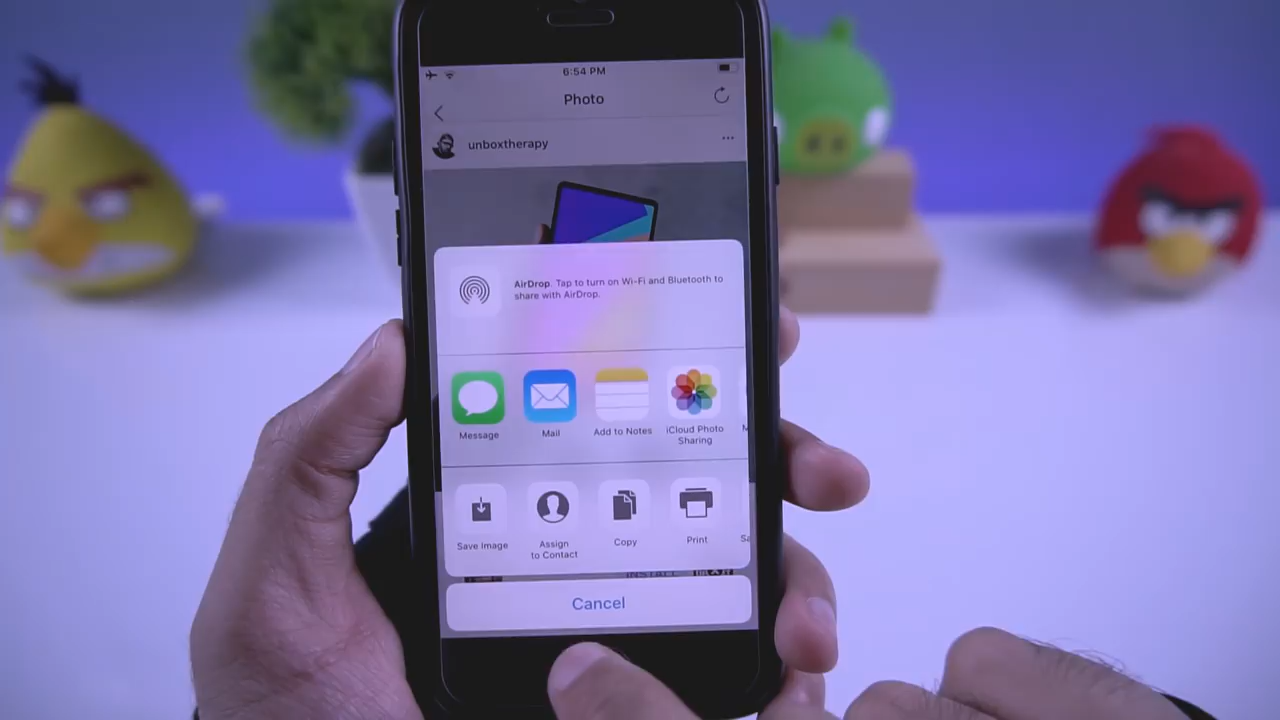 6:54 PM
Photo
unboxtherapy
AirDrop. Tap to turn on Wi-Fi and Bluetooth to
share with AirDrop.
Message
Mail
Add to Notes
iCloud Photo
Sharing
Save Image
Assign
to Contact
Copy
Print
Cancel